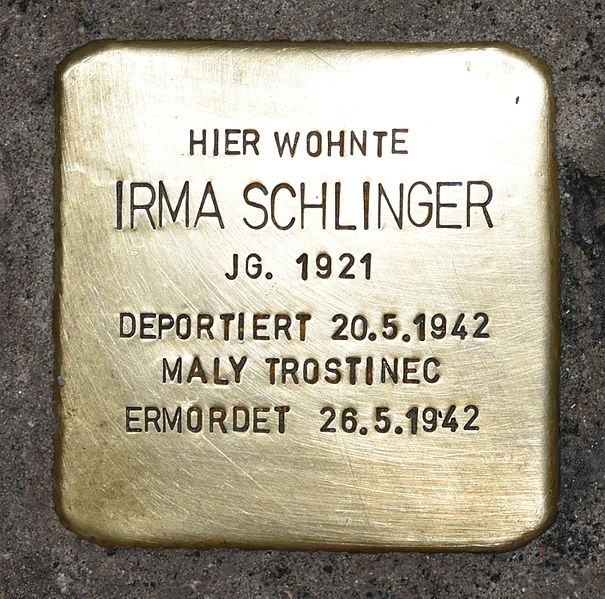 HIER WOHNTE
IRMA SCHLINGER
JG. 1921
DEPORTIERT 20.5.1942
MALY TROSTINEC
ERMORDET 26.5.1942